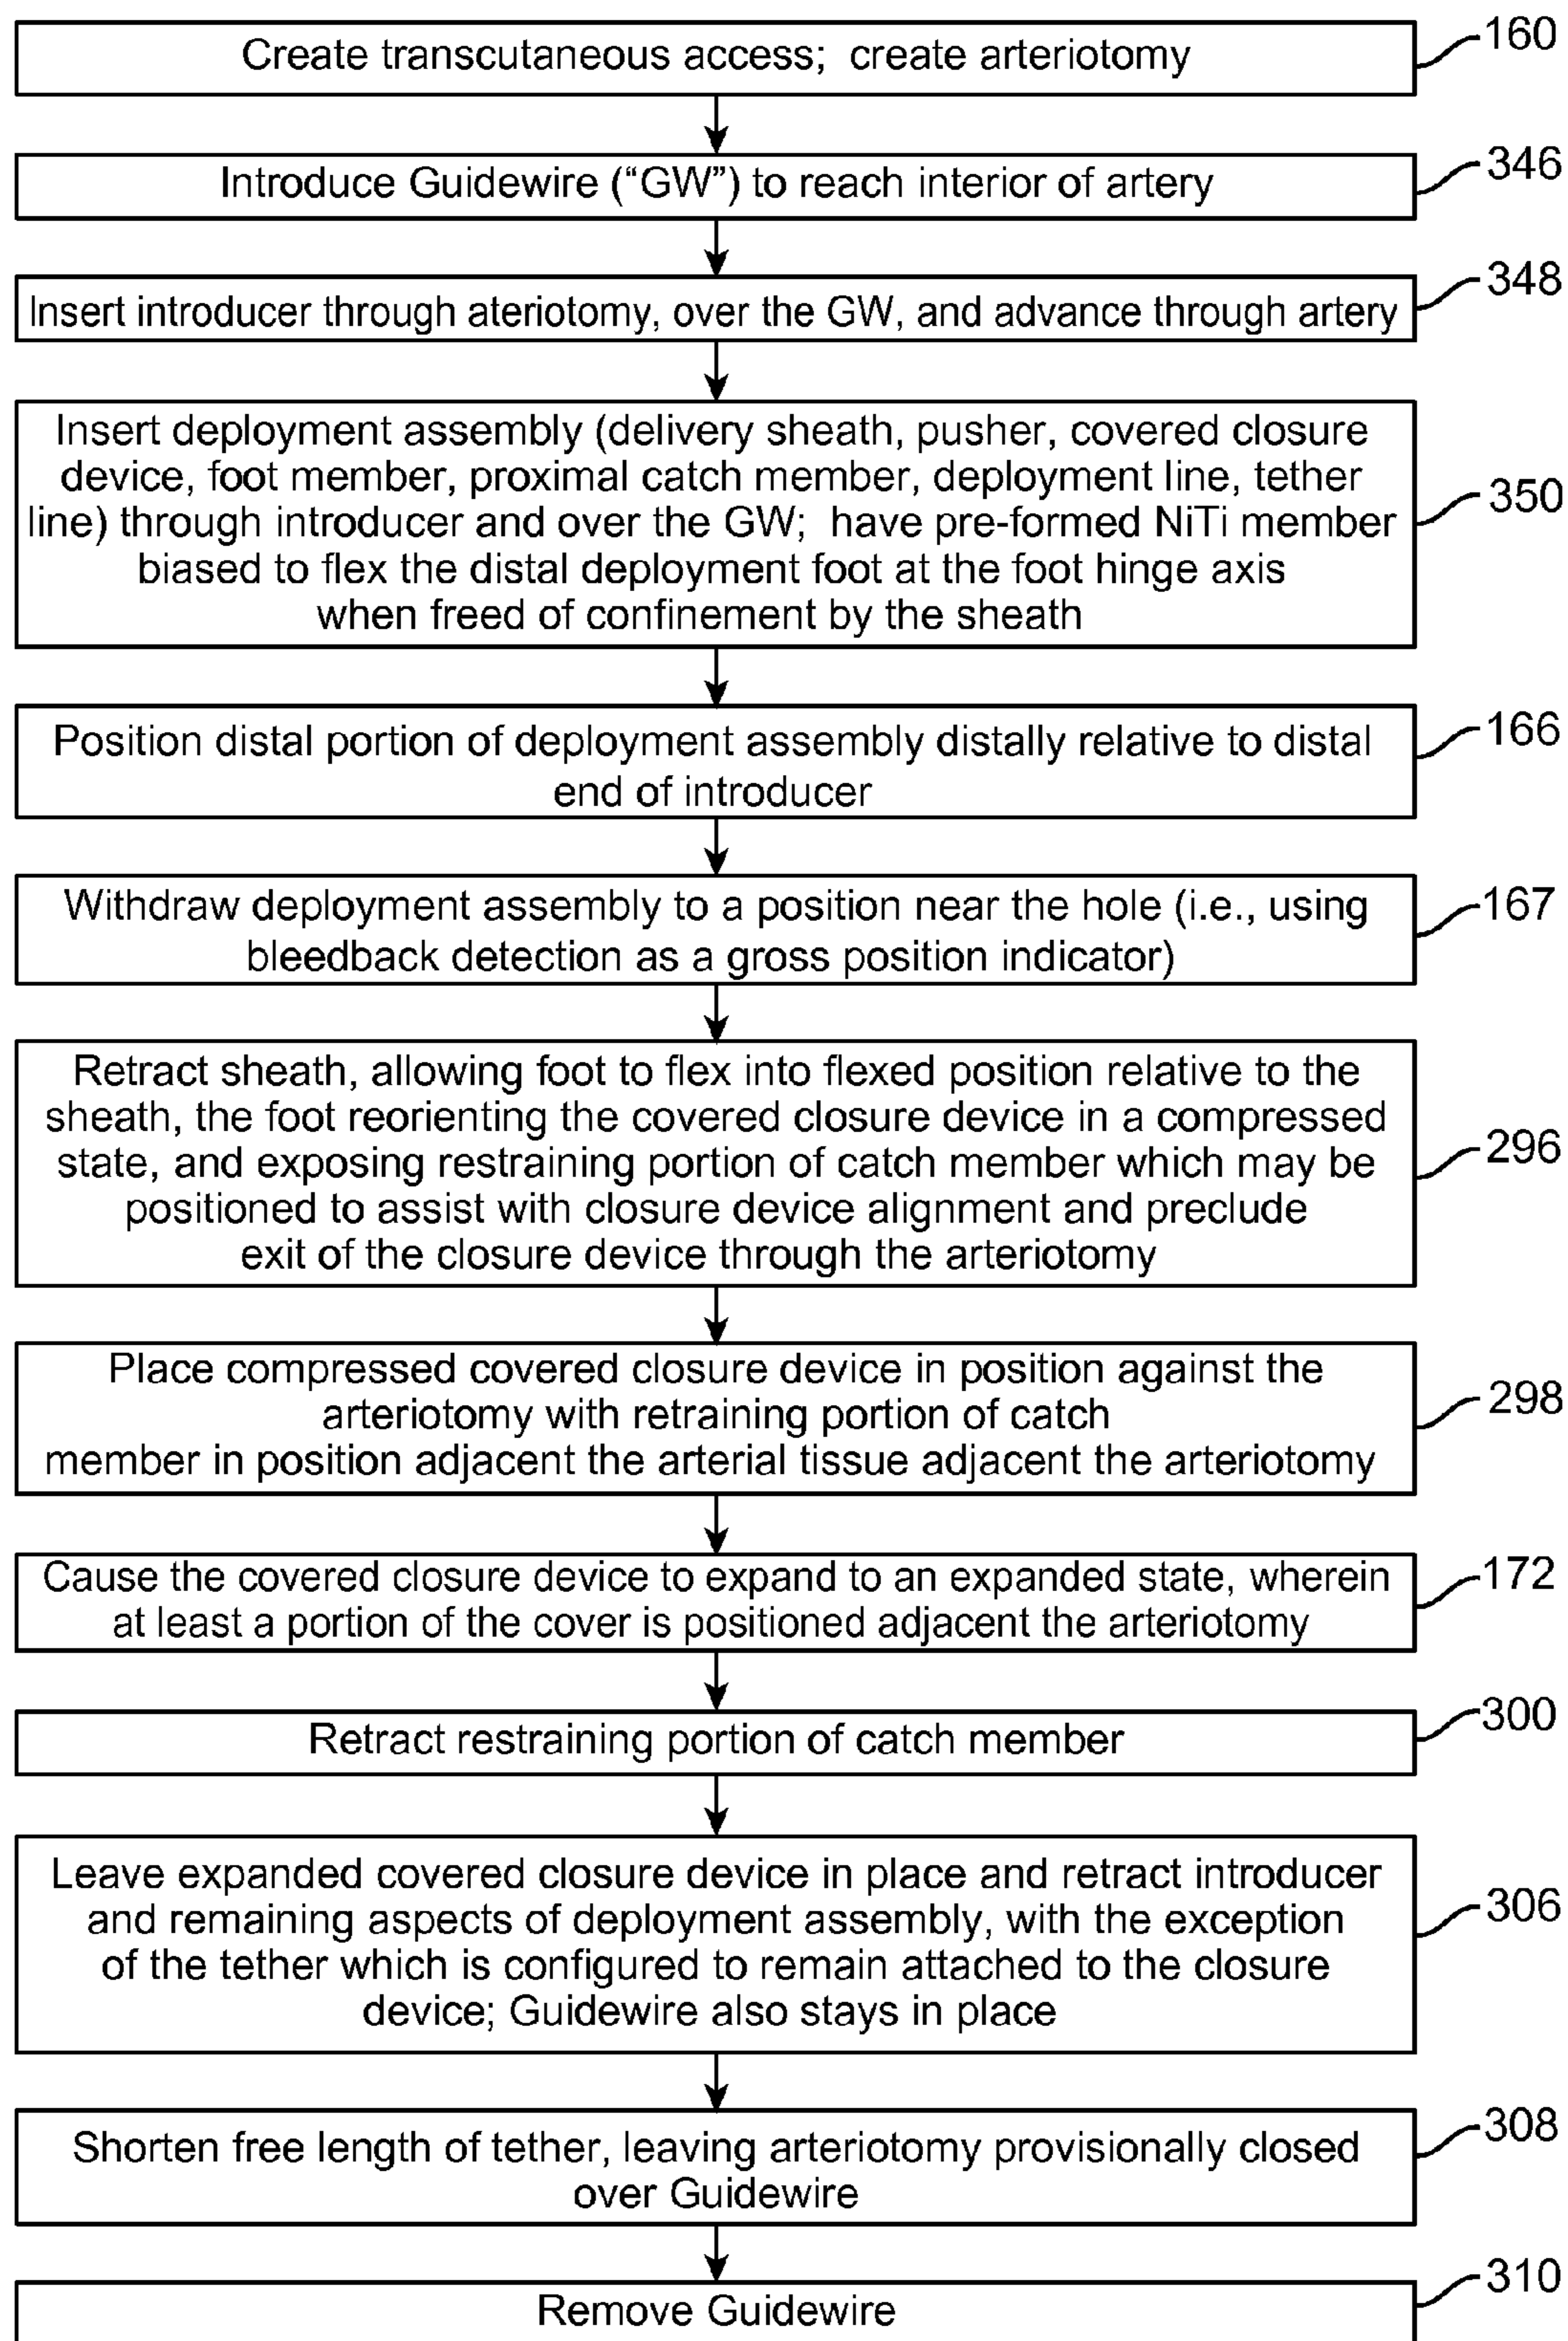 Create transcutaneous access; create arteriotomy
160
Introduce Guidewire (“GW”) to reach interior of artery
346
Insert introducer through ateriotomy, over the GW, and advance through artery
348
Insert deployment assembly (delivery sheath, pusher, covered closure
device, foot member, proximal catch member, deployment line, tether
line) through introducer and over the GW; have pre-formed NiTi member
biased to flex the distal deployment foot at the foot hinge axis
when freed of confinement by the sheath
350
Position distal portion of deployment assembly distally relative to distal
end of introducer
166
Withdraw deployment assembly to a position near the hole (i.e., using
bleedback detection as a gross position indicator)
167
Retract sheath, allowing foot to flex into flexed position relative to the
sheath, the foot reorienting the covered closure device in a compressed
state, and exposing restraining portion of catch member which may be
positioned to assist with closure device alignment and preclude
exit of the closure device through the arteriotomy
296
Place compressed covered closure device in position against the
arteriotomy with retraining portion of catch
member in position adjacent the arterial tissue adjacent the arteriotomy
298
Cause the covered closure device to expand to an expanded state, wherein
at least a portion of the cover is positioned adjacent the arteriotomy
172
Retract restraining portion of catch member
300
Leave expanded covered closure device in place and retract introducer
and remaining aspects of deployment assembly, with the exception
of the tether which is configured to remain attached to the closure
device; Guidewire also stays in place
306
Shorten free length of tether, leaving arteriotomy provisionally closed
over Guidewire
308
Remove Guidewire
310